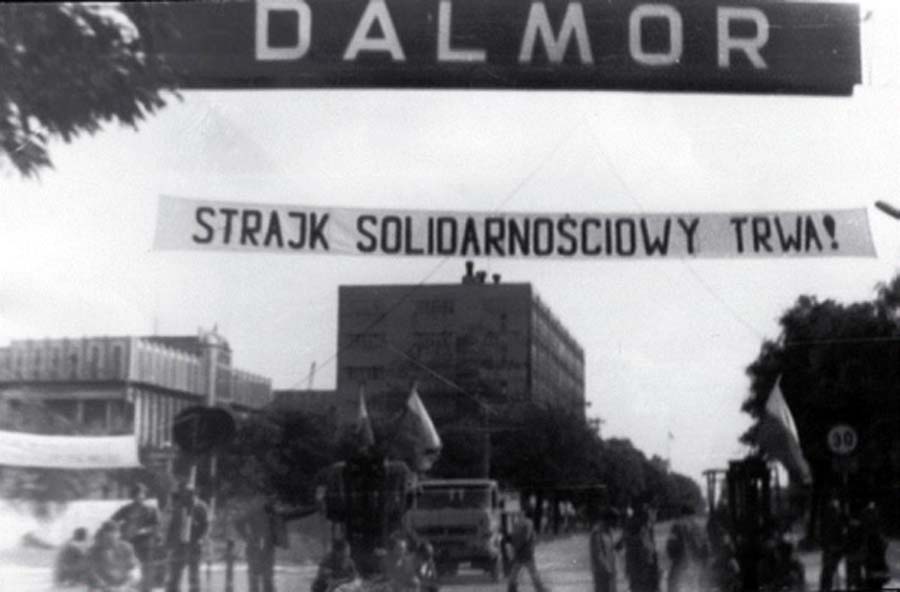 DALMOR
STRAJK SOLIDARNOŚCIOWY TRWA!